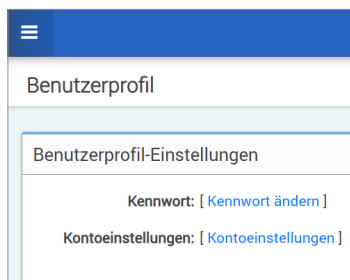 Benutzerprofil
Benutzerprofil-Einstellungen
Kennwort: [ Kennwort ändern ]
Kontoeinstellungen: [ Kontoeinstellungen ]